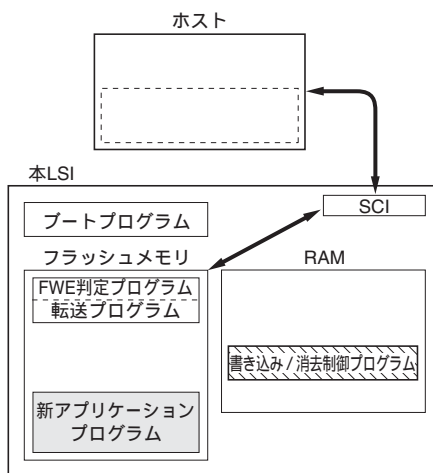 ホスト
本LSI
SCI
ブートプログラム
フラッシュメモリ
RAM
FWE判定プログラム
転送プログラム
書き込み / 消去制御プログラム
新アプリケーション
プログラム